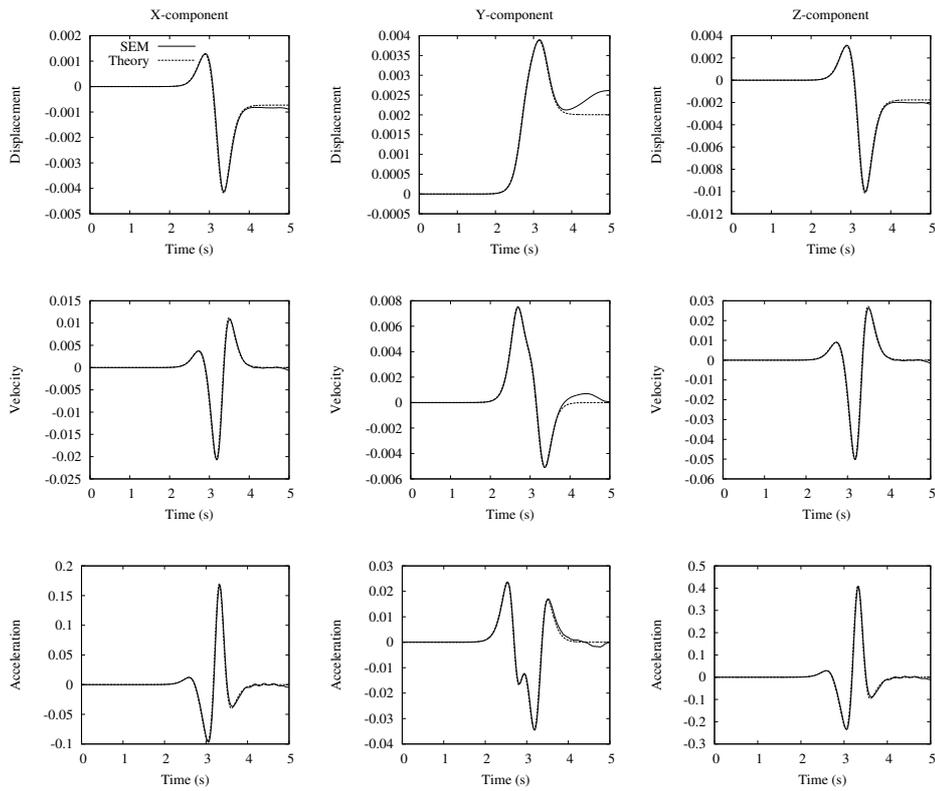 X-component Y-component Z-component
0.002
0.001
0
-0.001
-0.002
-0.003
-0.004
-0.005
Displacement
SEM
Theory
0 1 2 3 4 5
Time (s)
0.004
0.0035
0.003
0.0025
0.002
0.0015
0.001
0.0005
0
-0.0005
Displacement
0 1 2 3 4 5
Time (s)
0.004
0.002
0
-0.002
-0.004
-0.006
-0.008
-0.01
-0.012
Displacement
0 1 2 3 4 5
Time (s)
0.015
0.01
0.005
0
-0.005
-0.01
-0.015
-0.02
-0.025
Velocity
0 1 2 3 4 5
Time (s)
0.008
0.006
0.004
0.002
0
-0.002
-0.004
-0.006
Velocity
0 1 2 3 4 5
Time (s)
0.03
0.02
0.01
0
-0.01
-0.02
-0.03
-0.04
-0.05
-0.06
Velocity
0 1 2 3 4 5
Time (s)
0.2
0.15
0.1
0.05
0
-0.05
-0.1
Acceleration
0 1 2 3 4 5
Time (s)
0.03
0.02
0.01
0
-0.01
-0.02
-0.03
-0.04
Acceleration
0 1 2 3 4 5
Time (s)
0.5
0.4
0.3
0.2
0.1
0
-0.1
-0.2
-0.3
Acceleration
0 1 2 3 4 5
Time (s)